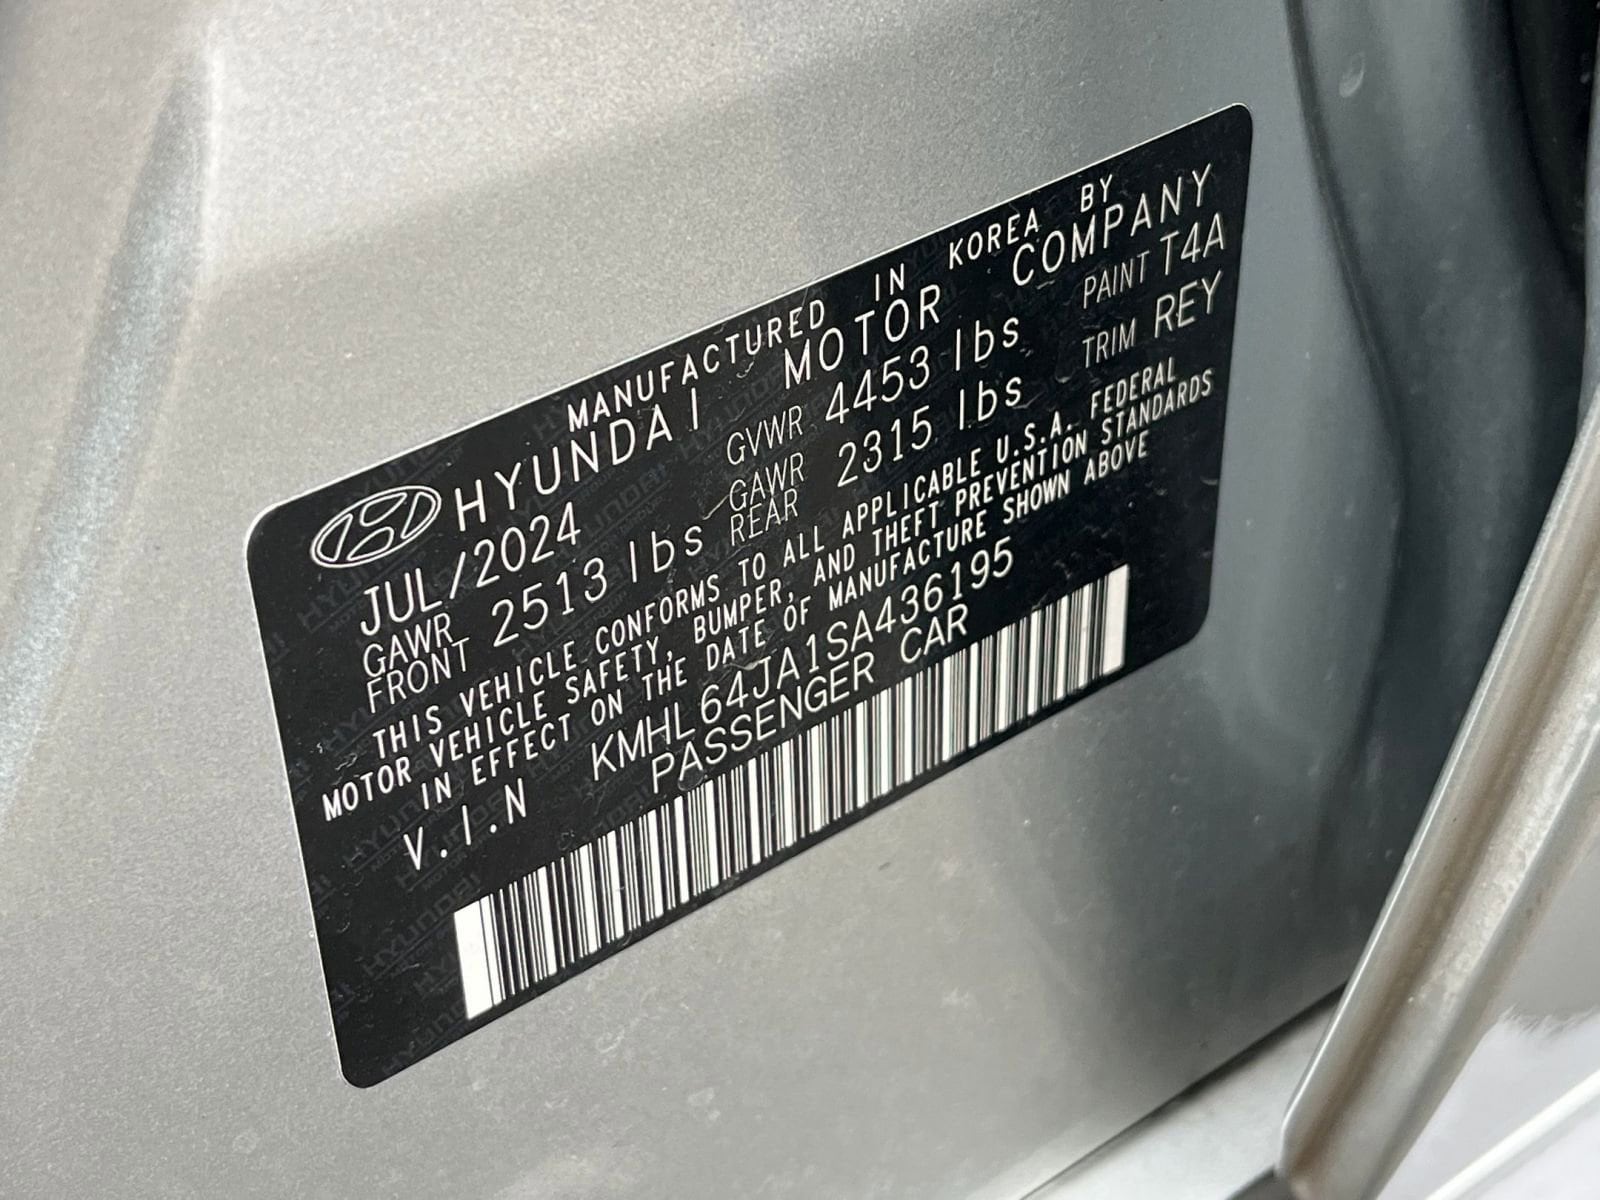 MANUFACTURED IN KOREA BY
HYUNDAI MOTOR COMPANY
JUL/2024 GVWR 4453 lbs PAINT T4A
GAWR FRONT 2513 lbs GAWR REAR 2315 lbs TRIM REY
THIS VEHICLE CONFORMS TO ALL APPLICABLE U.S.A. FEDERAL
MOTOR VEHICLE SAFETY, BUMPER, AND THEFT PREVENTION STANDARDS
IN EFFECT ON THE DATE OF MANUFACTURE SHOWN ABOVE
V.I.N KMHL64JA1SA436195
PASSENGER CAR